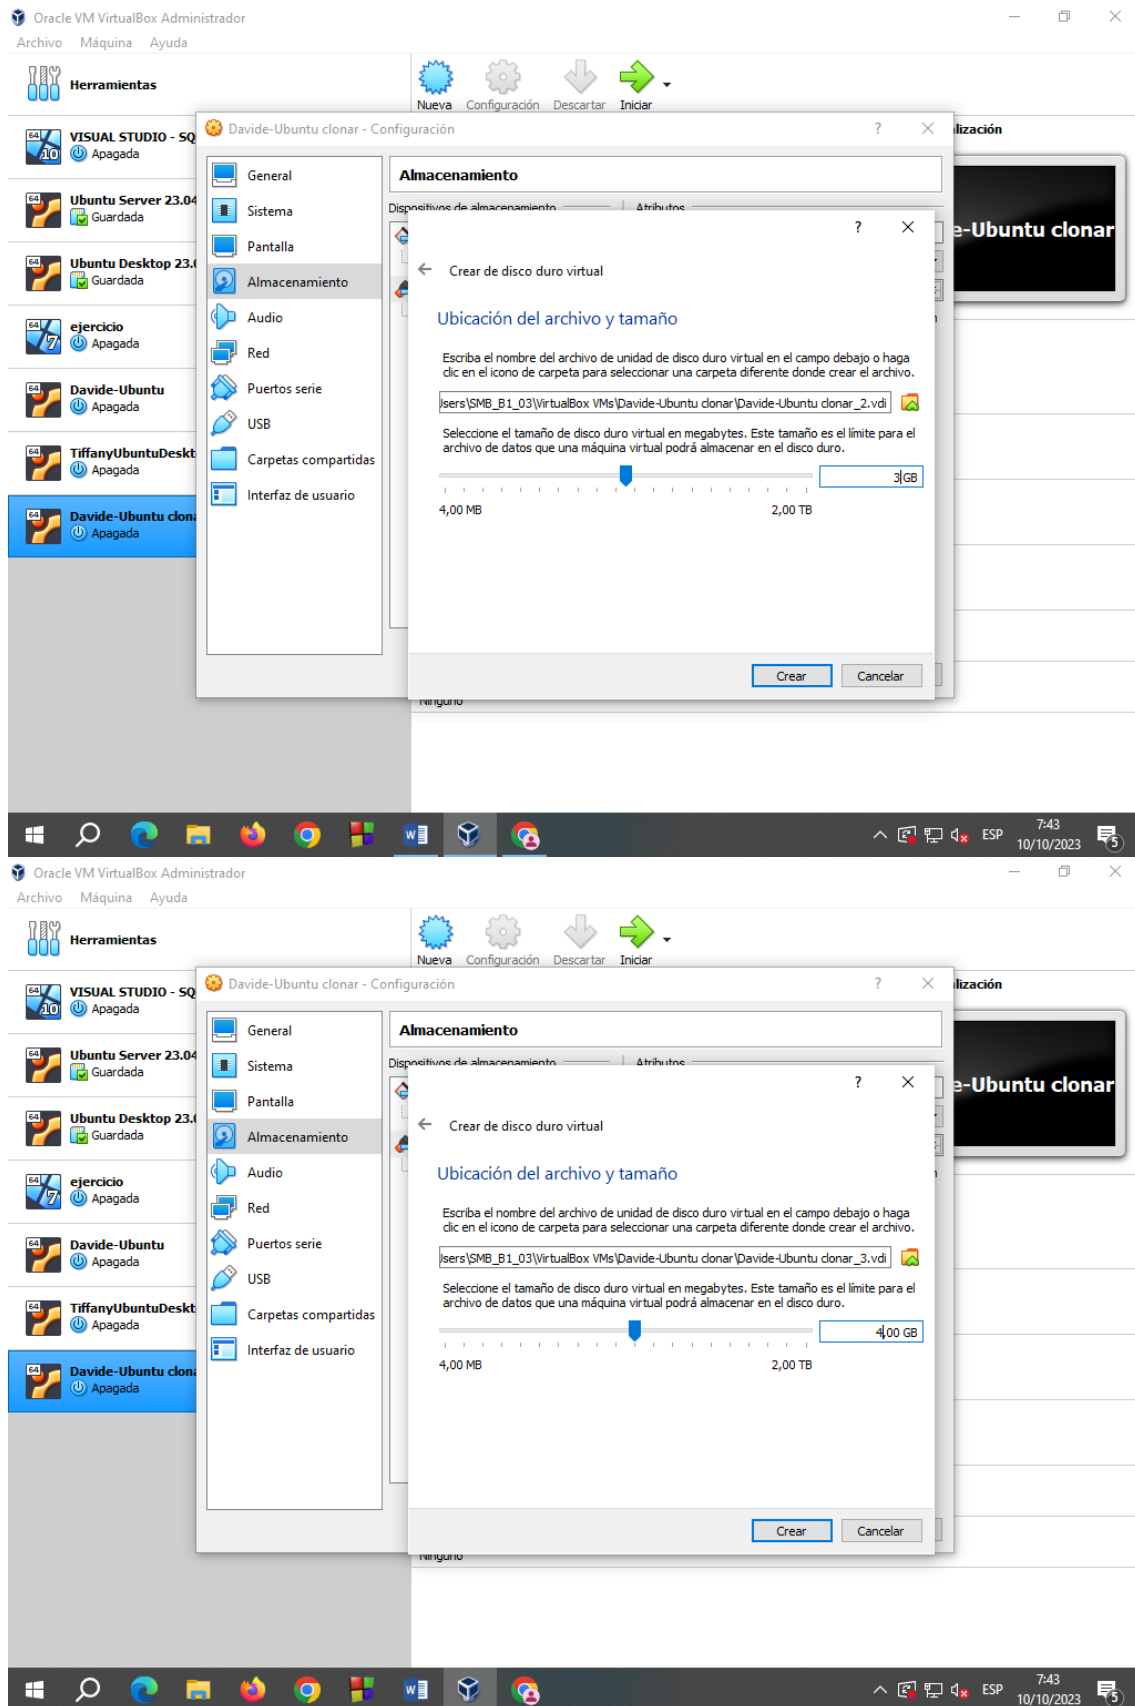 Oracle VM VirtualBox Administrador
Archivo Máquina Ayuda
Herramientas
Nueva Configuración Descartar Iniciar
VISUAL STUDIO - SQ
Apagada
Ubuntu Server 23.04
Guardada
Ubuntu Desktop 23.0
Guardada
ejercicio
Apagada
Davide-Ubuntu
Apagada
TiffanyUbuntuDeskt
Apagada
Davide-Ubuntu clona
Apagada
lización
e-Ubuntu clonar
Davide-Ubuntu clonar - Configuración
General
Sistema
Pantalla
Almacenamiento
Audio
Red
Puertos serie
USB
Carpetas compartidas
Interfaz de usuario
Almacenamiento
Dispositivos de almacenamiento Atributos
Crear de disco duro virtual
Ubicación del archivo y tamaño
Escriba el nombre del archivo de unidad de disco duro virtual en el campo debajo o haga
clic en el icono de carpeta para seleccionar una carpeta diferente donde crear el archivo.
Jsers\SMB_B1_03\VirtualBox VMs\Davide-Ubuntu clonar\Davide-Ubuntu clonar_2.vdi
Seleccione el tamaño de disco duro virtual en megabytes. Este tamaño es el límite para el
archivo de datos que una máquina virtual podrá almacenar en el disco duro.
3 GB
4,00 MB 2,00 TB
Crear Cancelar
Ninguno
ESP
7:43
10/10/2023
5
Oracle VM VirtualBox Administrador
Archivo Máquina Ayuda
Herramientas
Nueva Configuración Descartar Iniciar
VISUAL STUDIO - SQ
Apagada
Ubuntu Server 23.04
Guardada
Ubuntu Desktop 23.0
Guardada
ejercicio
Apagada
Davide-Ubuntu
Apagada
TiffanyUbuntuDeskt
Apagada
Davide-Ubuntu clona
Apagada
lización
e-Ubuntu clonar
Davide-Ubuntu clonar - Configuración
General
Sistema
Pantalla
Almacenamiento
Audio
Red
Puertos serie
USB
Carpetas compartidas
Interfaz de usuario
Almacenamiento
Dispositivos de almacenamiento Atributos
Crear de disco duro virtual
Ubicación del archivo y tamaño
Escriba el nombre del archivo de unidad de disco duro virtual en el campo debajo o haga
clic en el icono de carpeta para seleccionar una carpeta diferente donde crear el archivo.
Jsers\SMB_B1_03\VirtualBox VMs\Davide-Ubuntu clonar\Davide-Ubuntu clonar_3.vdi
Seleccione el tamaño de disco duro virtual en megabytes. Este tamaño es el límite para el
archivo de datos que una máquina virtual podrá almacenar en el disco duro.
4,00 GB
4,00 MB 2,00 TB
Crear Cancelar
Ninguno
ESP
7:43
10/10/2023
5